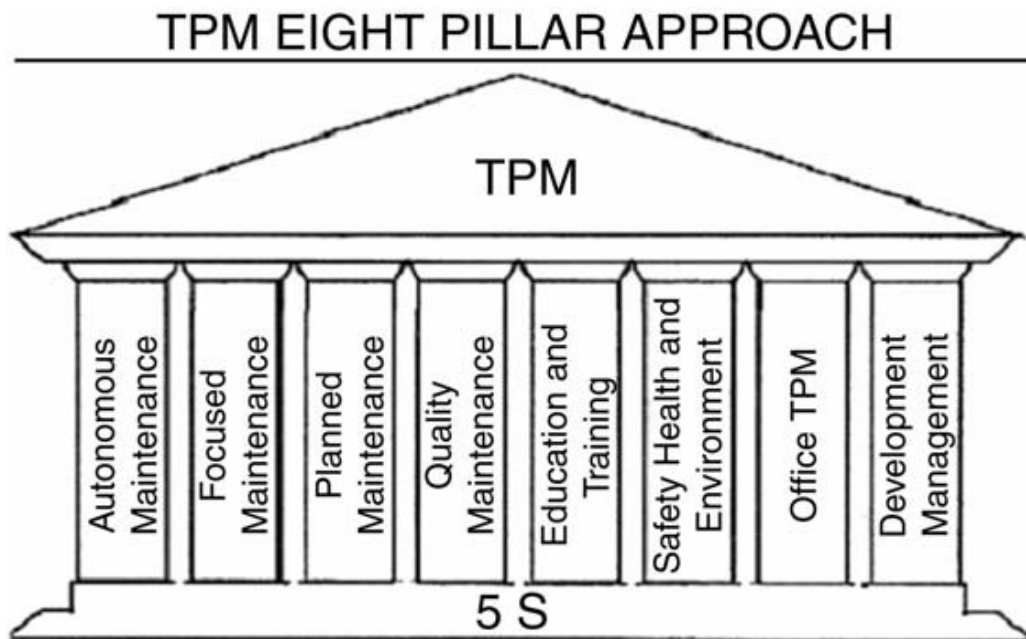 TPM EIGHT PILLAR APPROACH
TPM
Autonomous
Maintenance
Focused
Maintenance
Planned
Maintenance
Quality
Maintenance
Education and
Training
Safety Health and
Environment
Office TPM
Development
Management
5 S